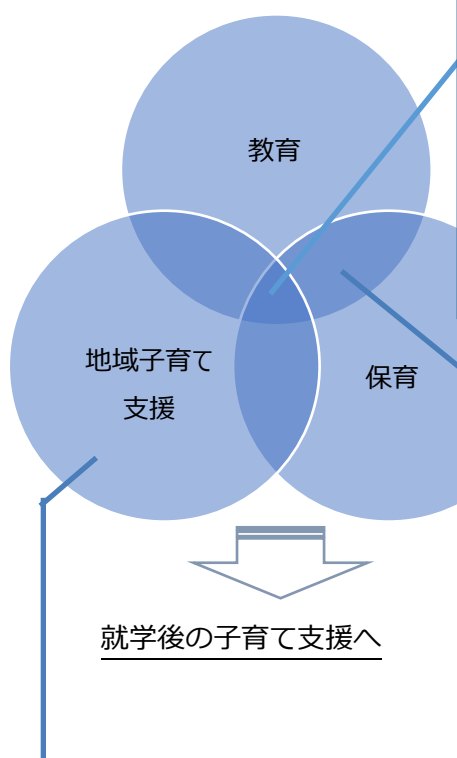 教育
地域子育て
支援
保育
就学後の子育て支援へ